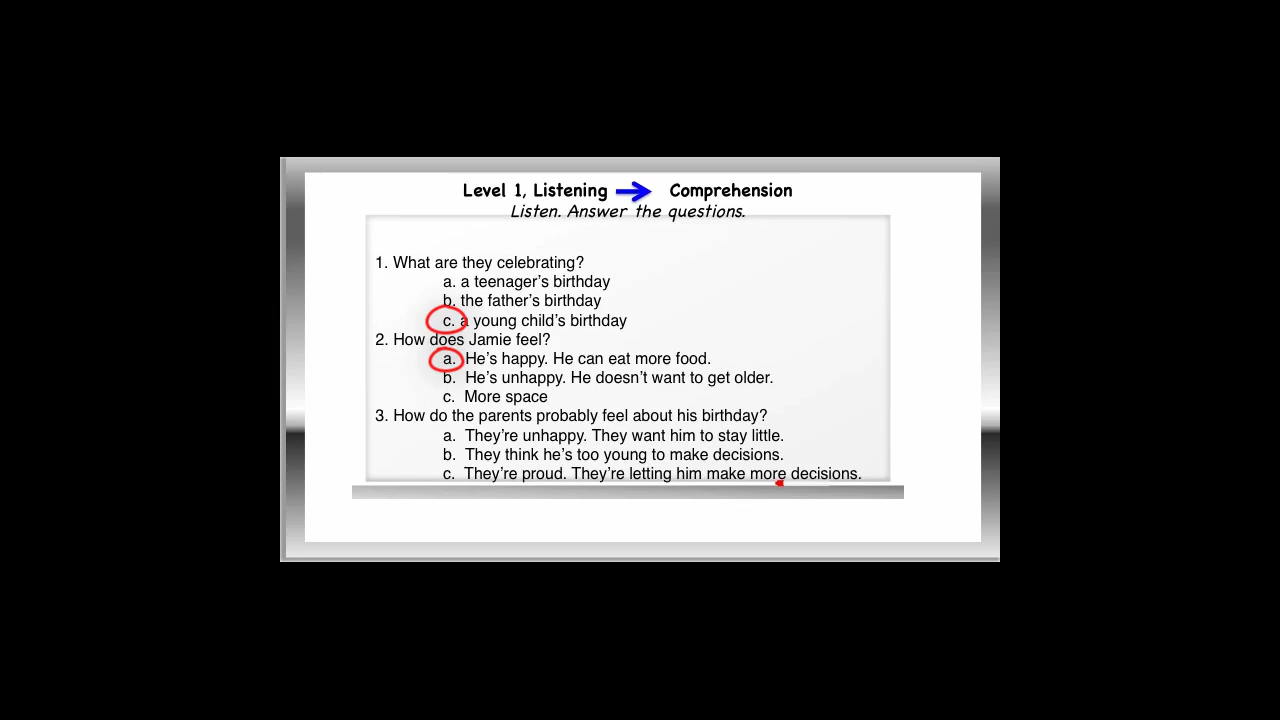 Level 1, Listening Comprehension
Listen. Answer the questions.
1. What are they celebrating?
a. a teenager’s birthday
b. the father’s birthday
c. a young child’s birthday
2. How does Jamie feel?
a. He’s happy. He can eat more food.
b. He’s unhappy. He doesn’t want to get older.
c. More space
3. How do the parents probably feel about his birthday?
a. They’re unhappy. They want him to stay little.
b. They think he’s too young to make decisions.
c. They’re proud. They’re letting him make more decisions.